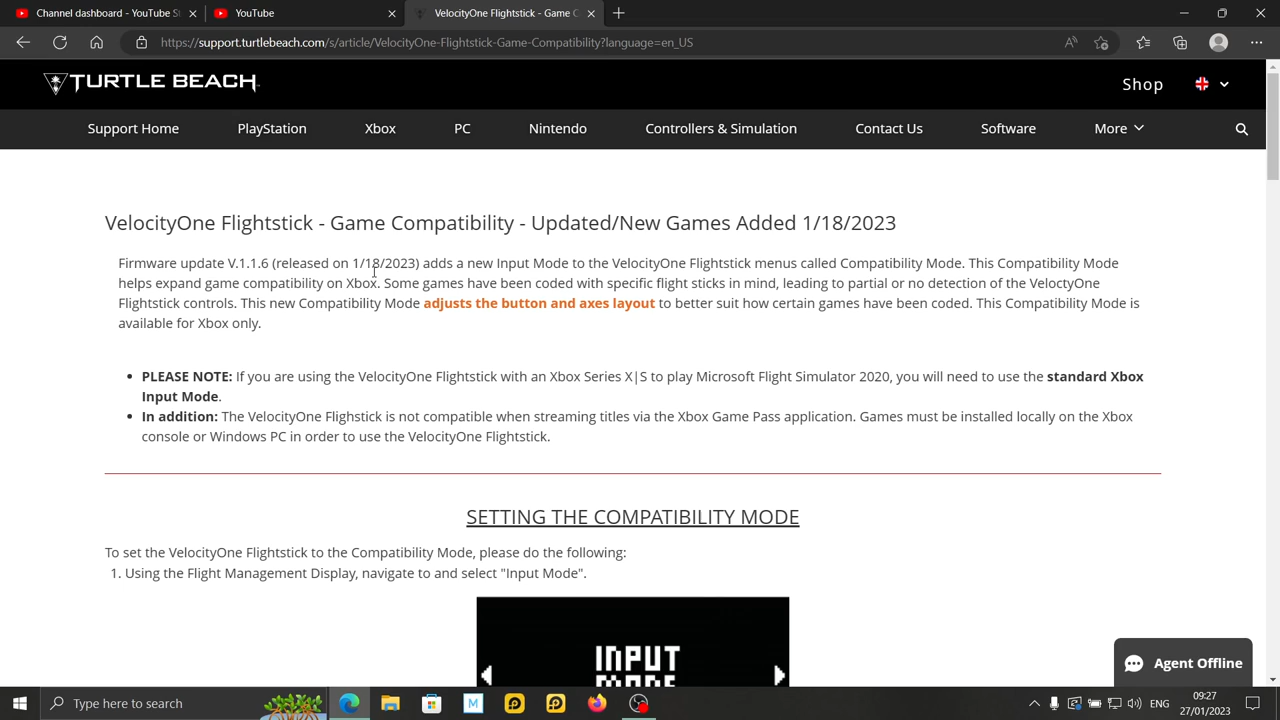 Channel dashboard - YouTube St
YouTube
VelocityOne Flightstick - Game C
https://support.turtlebeach.com/s/article/VelocityOne-Flightstick-Game-Compatibility?language=en_US
TURTLE BEACH
Shop
Support Home
PlayStation
Xbox
PC
Nintendo
Controllers & Simulation
Contact Us
Software
More
VelocityOne Flightstick - Game Compatibility - Updated/New Games Added 1/18/2023
Firmware update V.1.1.6 (released on 1/18/2023) adds a new Input Mode to the VelocityOne Flightstick menus called Compatibility Mode. This Compatibility Mode
helps expand game compatibility on Xbox. Some games have been coded with specific flight sticks in mind, leading to partial or no detection of the VeloctyOne
Flightstick controls. This new Compatibility Mode adjusts the button and axes layout to better suit how certain games have been coded. This Compatibility Mode is
available for Xbox only.
• PLEASE NOTE: If you are using the VelocityOne Flightstick with an Xbox Series X|S to play Microsoft Flight Simulator 2020, you will need to use the standard Xbox
Input Mode.
• In addition: The VelocityOne Flighstick is not compatible when streaming titles via the Xbox Game Pass application. Games must be installed locally on the Xbox
console or Windows PC in order to use the VelocityOne Flightstick.
SETTING THE COMPATIBILITY MODE
To set the VelocityOne Flightstick to the Compatibility Mode, please do the following:
1. Using the Flight Management Display, navigate to and select "Input Mode".
INPUT
MODE
Agent Offline
Type here to search
ENG
09:27
27/01/2023